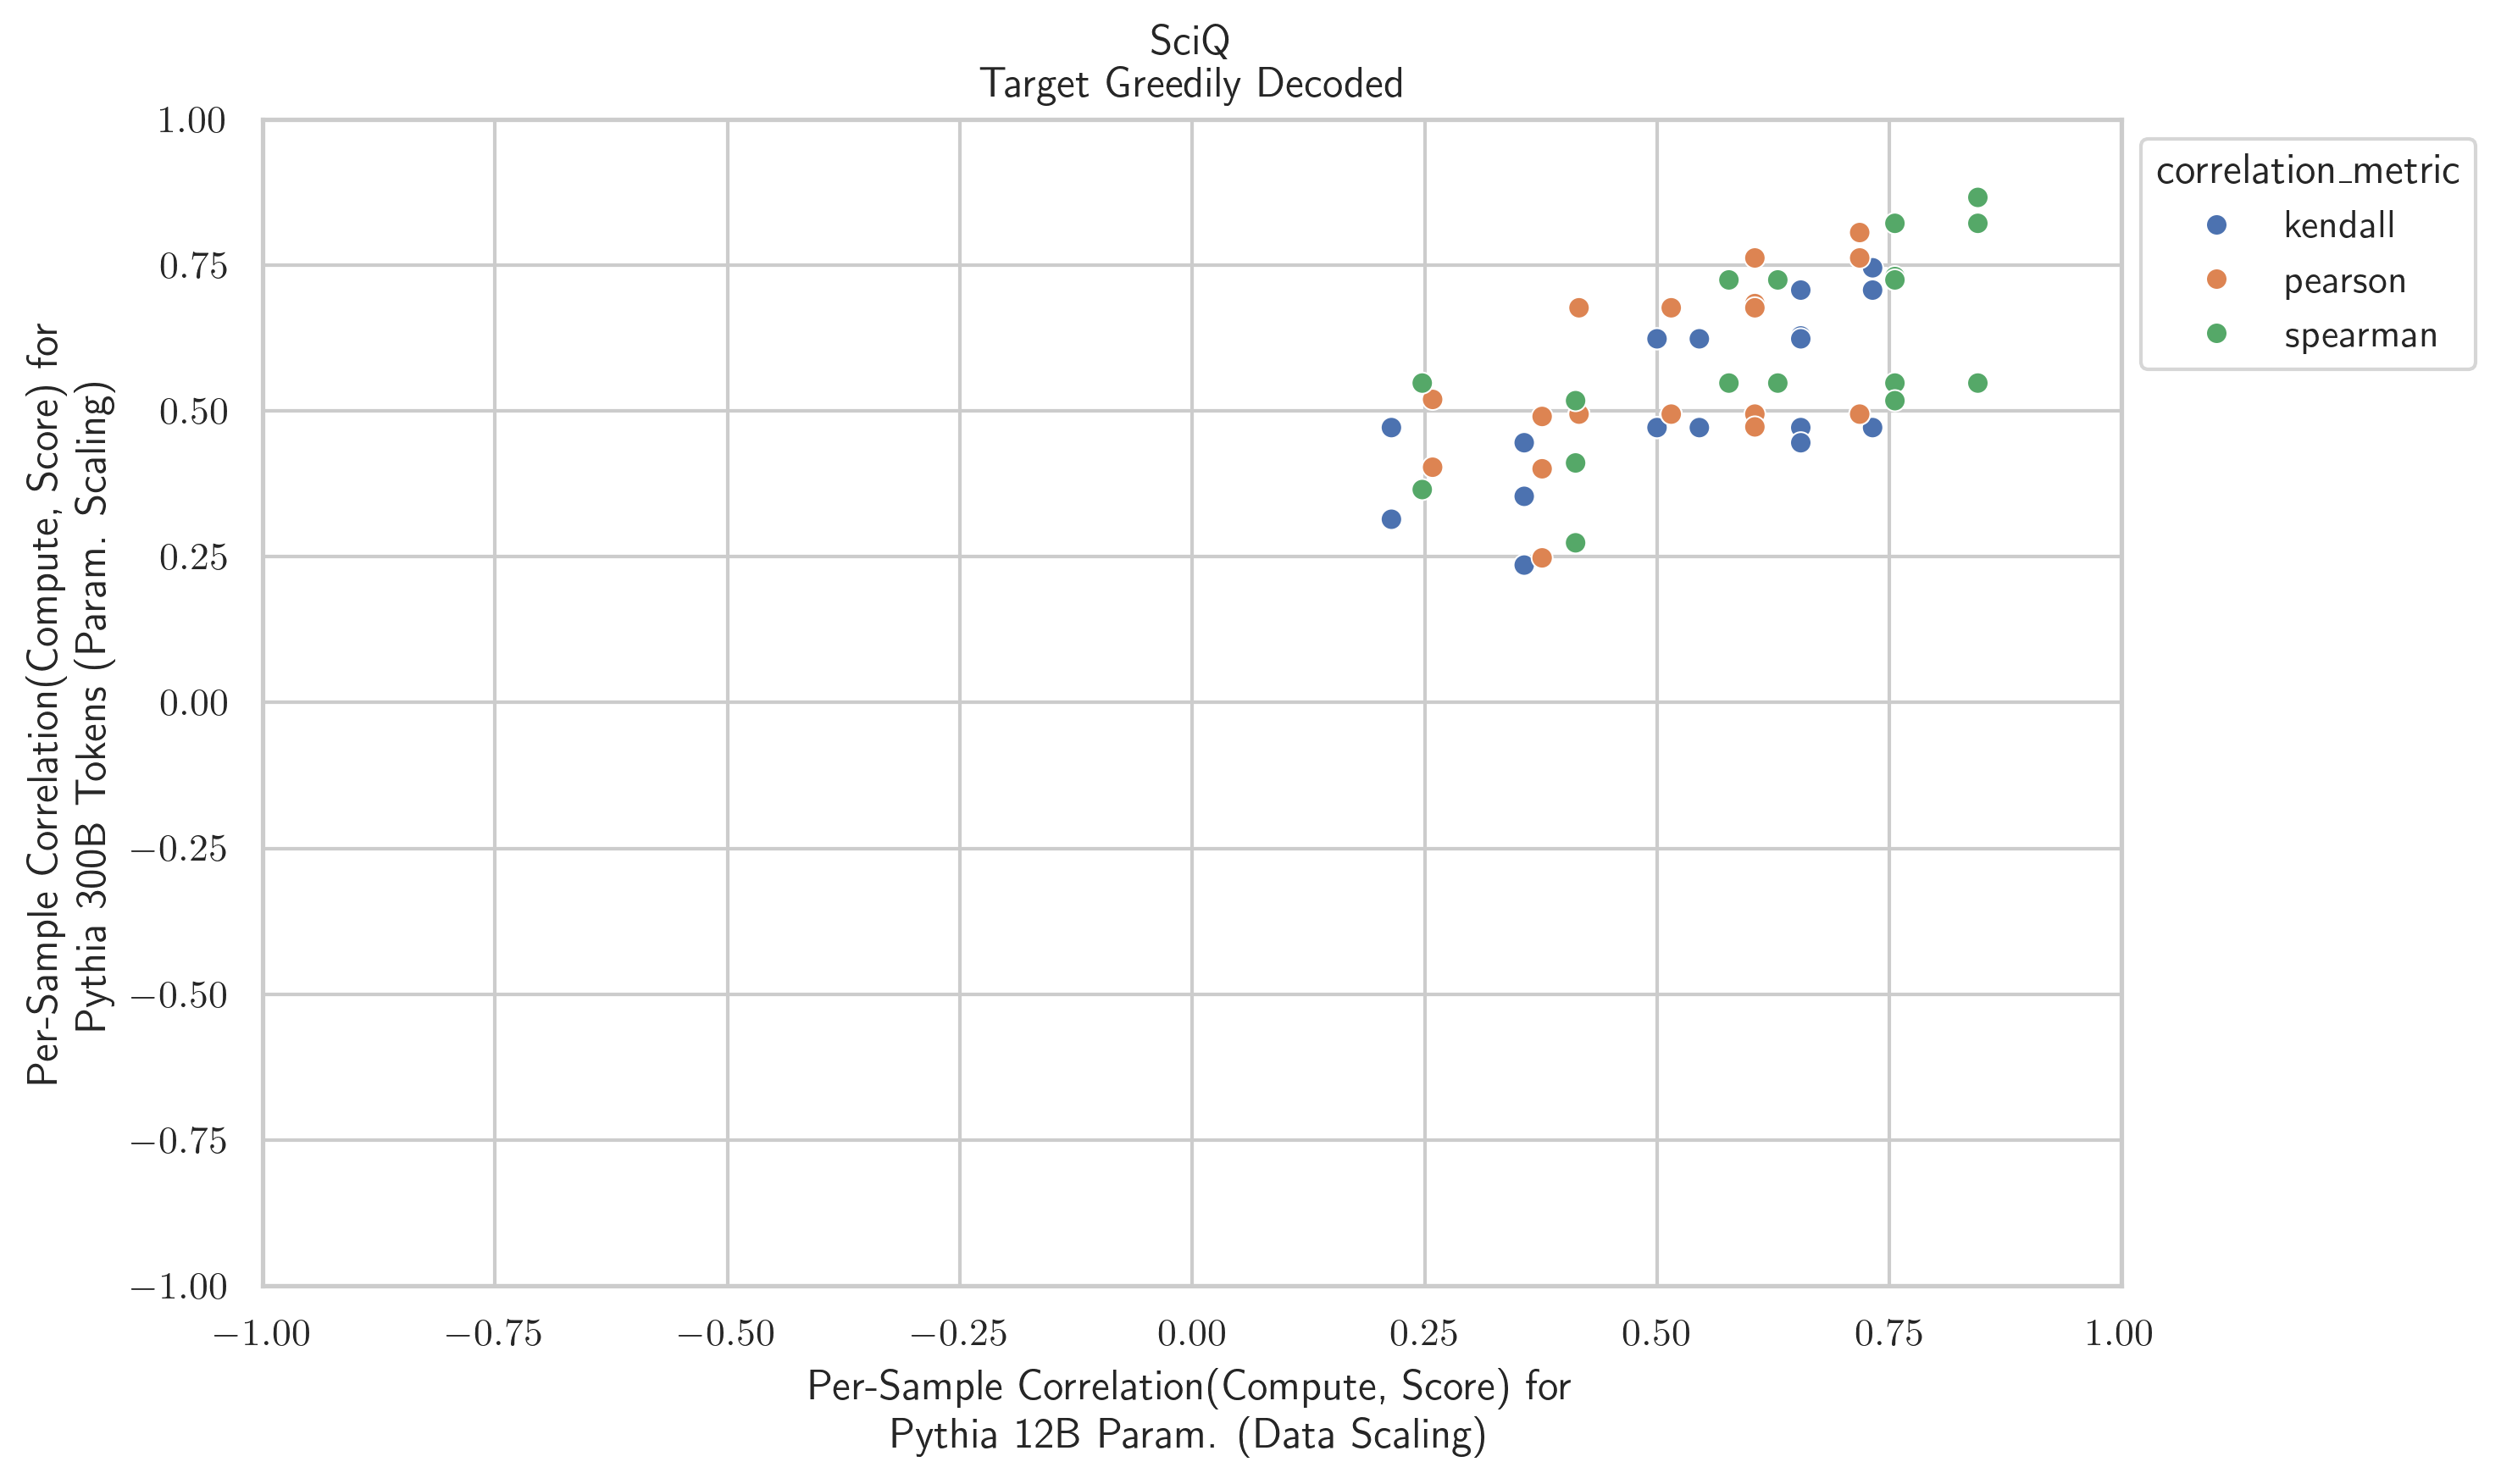 SciQ
Target Greedily Decoded
1.00
0.75
0.50
0.25
0.00
−0.25
−0.50
−0.75
−1.00
Per-Sample Correlation(Compute, Score) for
Pythia 300B Tokens (Param. Scaling)
−1.00 −0.75 −0.50 −0.25 0.00 0.25 0.50 0.75 1.00
Per-Sample Correlation(Compute, Score) for
Pythia 12B Param. (Data Scaling)
correlation_metric
kendall
pearson
spearman